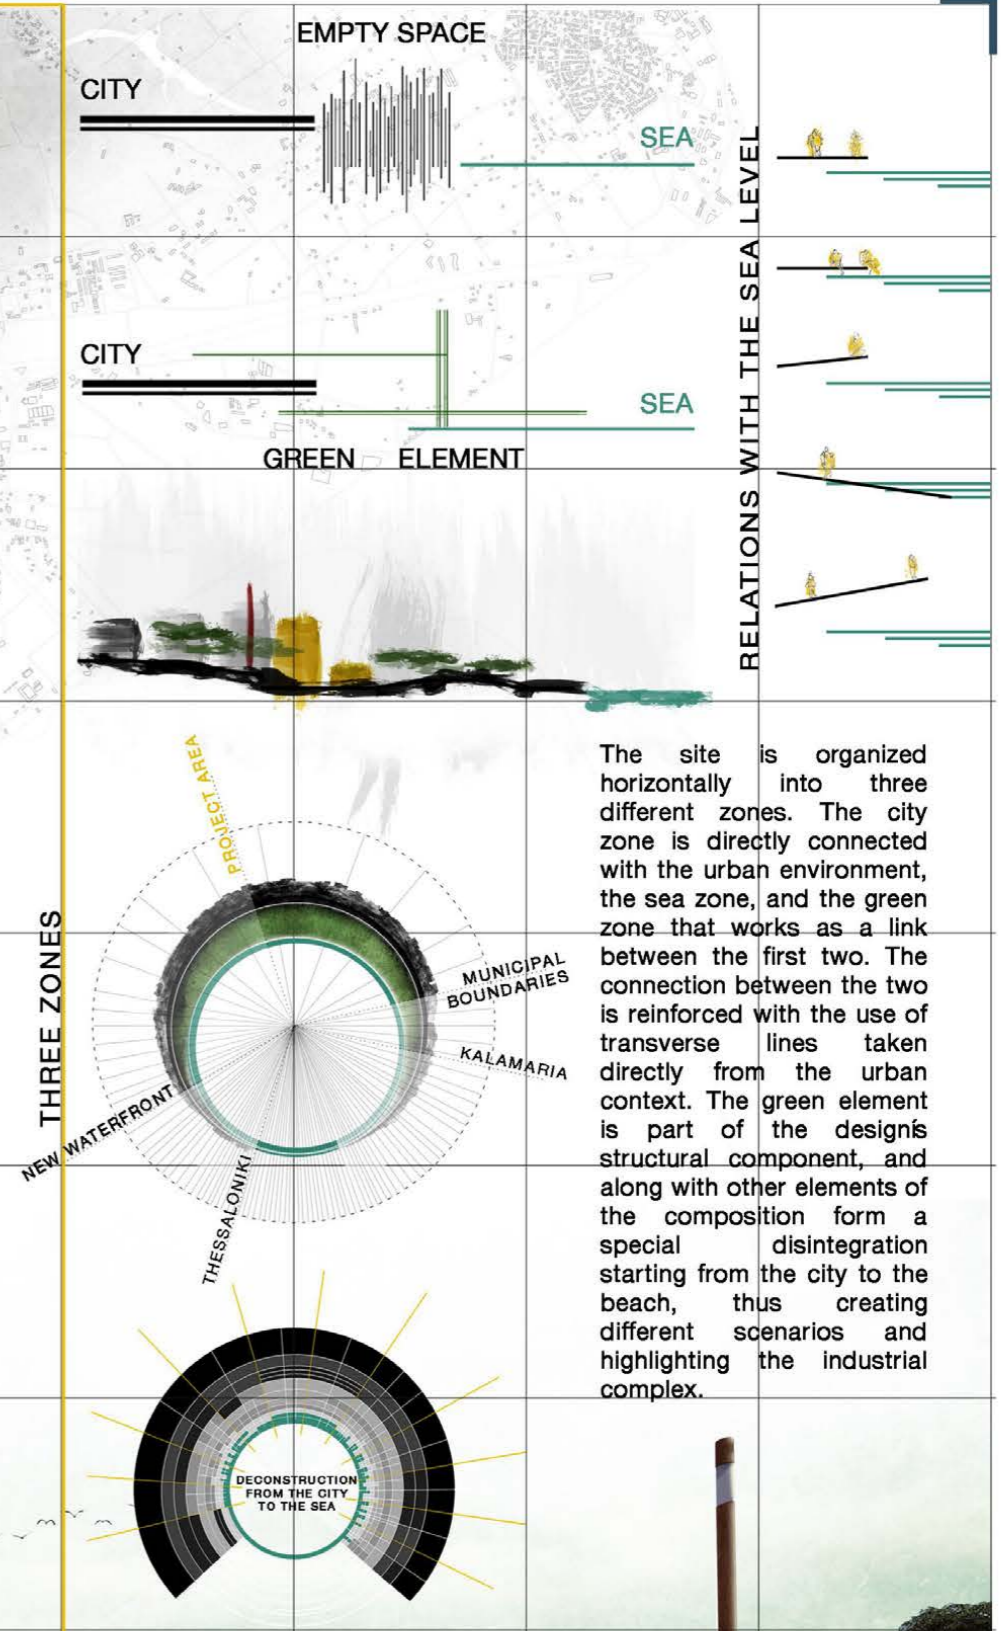 EMPTY SPACE
CITY
SEA
CITY
SEA
GREEN ELEMENT
RELATIONS WITH THE SEA LEVEL
The site is organized
horizontally into three
different zones. The city
zone is directly connected
with the urban environment,
the sea zone, and the green
zone that works as a link
between the first two. The
connection between the two
is reinforced with the use of
transverse lines taken
directly from the urban
context. The green element
is part of the designís
structural component, and
along with other elements of
the composition form a
special disintegration
starting from the city to the
beach, thus creating
different scenarios and
highlighting the industrial
complex.
THREE ZONES
PROJECT AREA
MUNICIPAL
BOUNDARIES
KALAMARIA
NEW WATERFRONT
THESSALONIKI
DECONSTRUCTION
FROM THE CITY
TO THE SEA